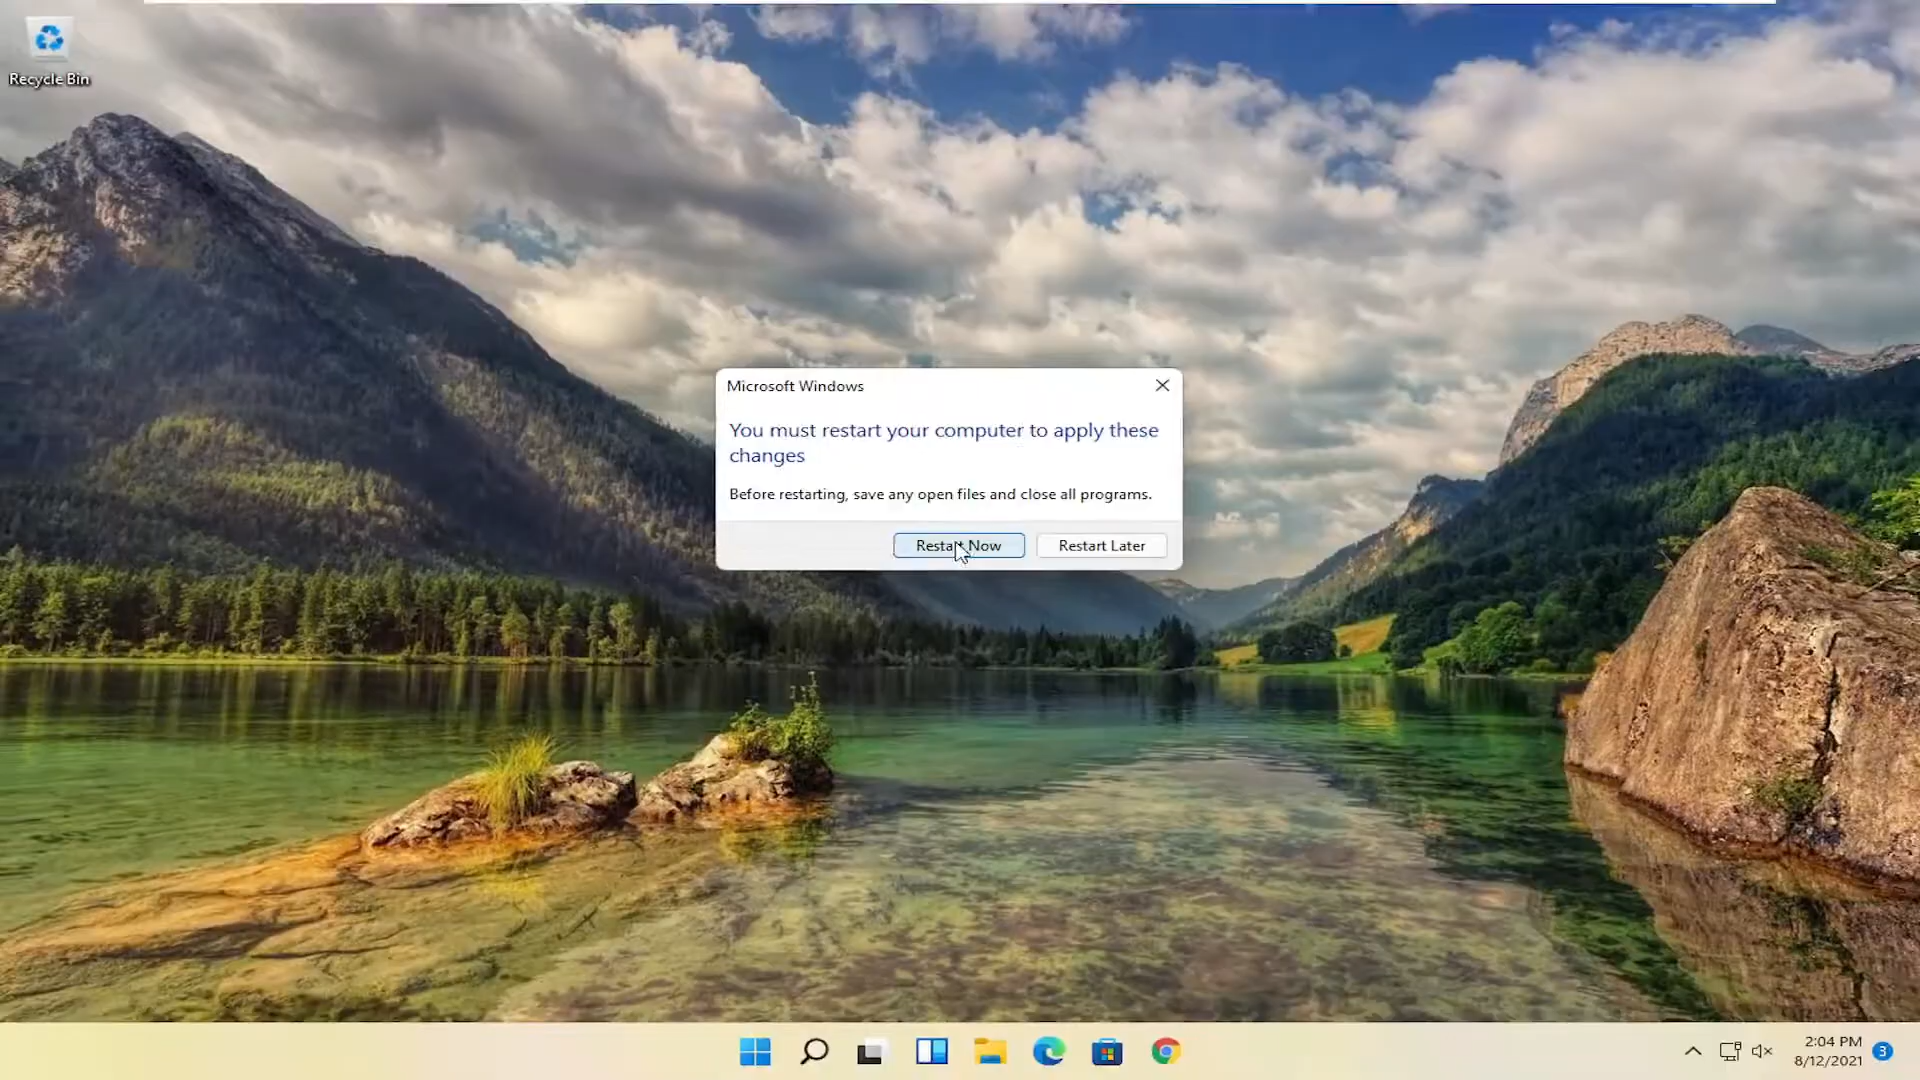 Recycle Bin
Microsoft Windows
You must restart your computer to apply these
changes
Before restarting, save any open files and close all programs.
Restart Now
Restart Later
2:04 PM
8/12/2021
3